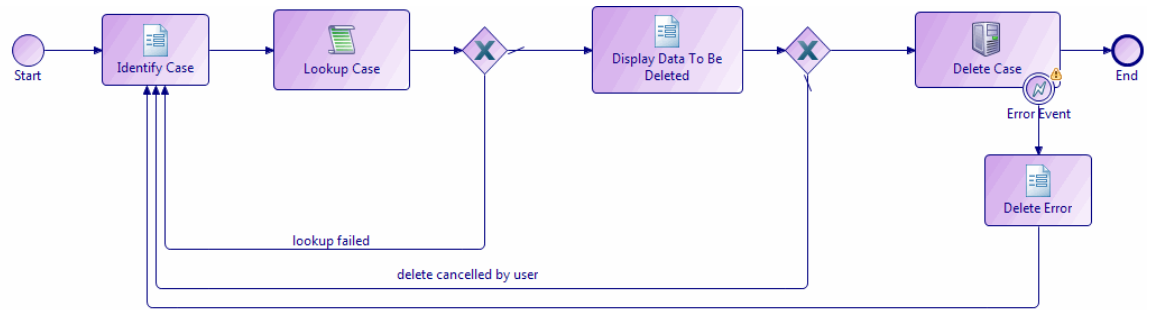 Start
Identify Case
Lookup Case
Display Data To Be
Deleted
Delete Case
End
Error Event
Delete Error
lookup failed
delete cancelled by user